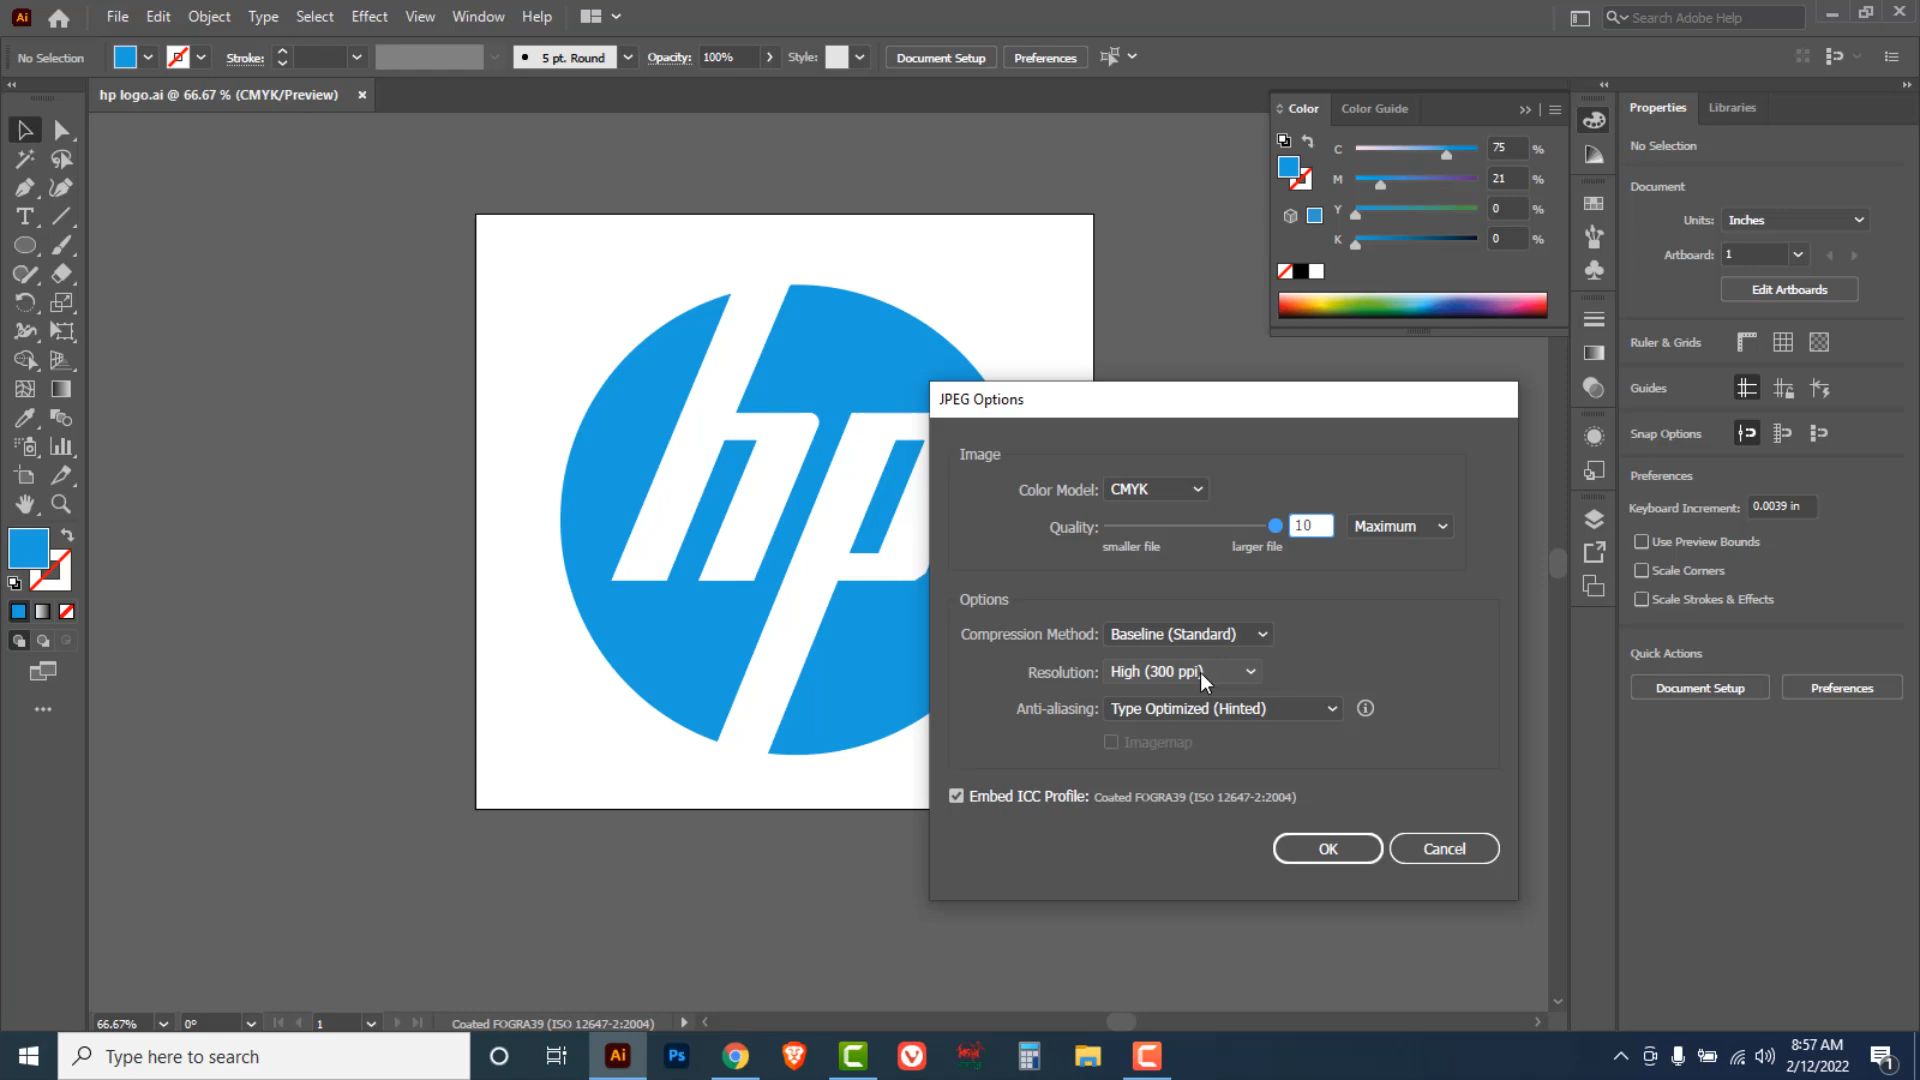 Ai File Edit Object Type Select Effect View Window Help Search Adobe Help
No Selection Stroke: 5 pt. Round Opacity: 100% Style: Document Setup Preferences
hp logo.ai @ 66.67 % (CMYK/Preview)
Color Color Guide
C 75 %
M 21 %
Y 0 %
K 0 %
Properties Libraries
No Selection
Document
Units: Inches
Artboard: 1
Edit Artboards
Ruler & Grids
Guides
Snap Options
Preferences
Keyboard Increment: 0.0039 in
Use Preview Bounds
Scale Corners
Scale Strokes & Effects
Quick Actions
Document Setup Preferences
hp
JPEG Options
Image
Color Model: CMYK
Quality: 10 Maximum
smaller file larger file
Options
Compression Method: Baseline (Standard)
Resolution: High (300 ppi)
Anti-aliasing: Type Optimized (Hinted)
Imagemap
Embed ICC Profile: Coated FOGRA39 (ISO 12647-2:2004)
OK Cancel
66.67% 0° 1 Coated FOGRA39 (ISO 12647-2:2004)
Type here to search Ai Ps
8:57 AM
2/12/2022
1